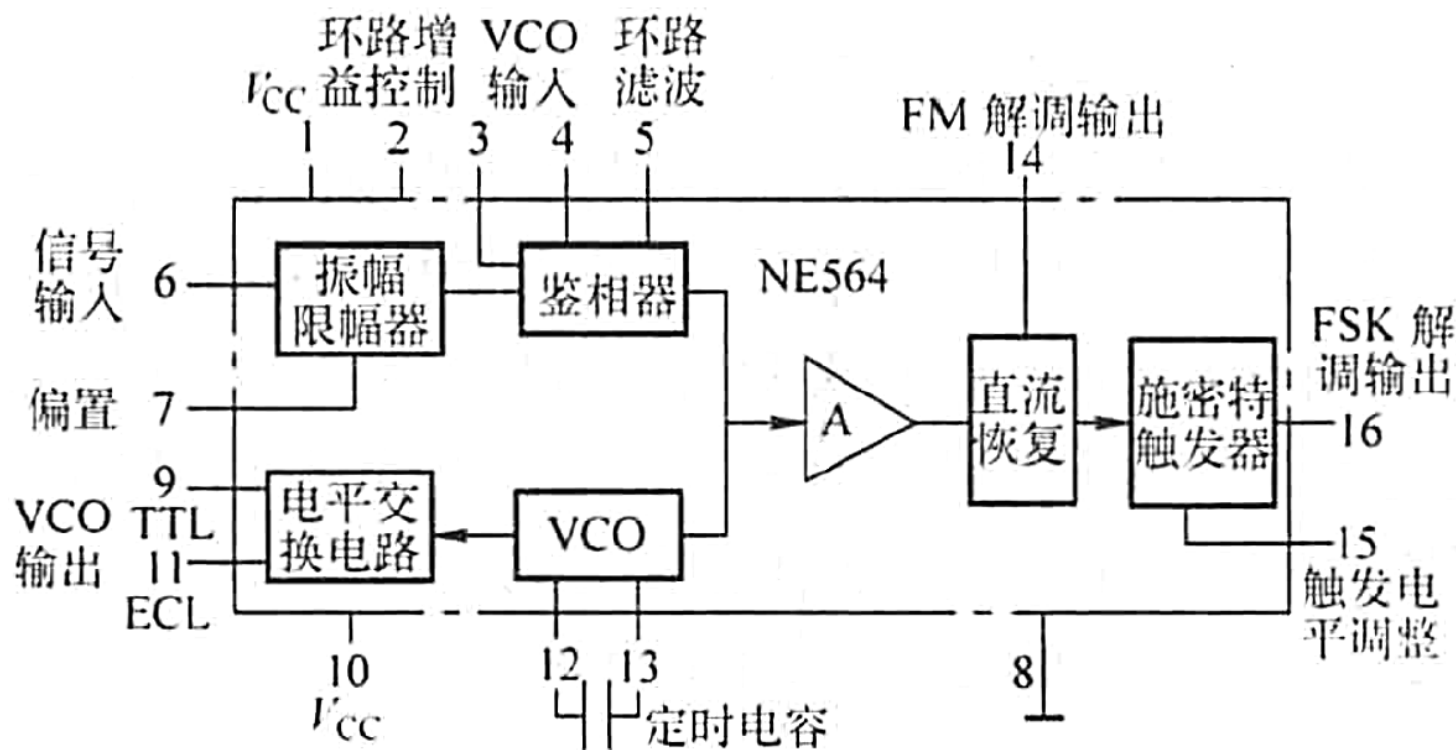 环路增 VCO 环路
VCC 益控制 输入 滤波
1 2 3 4 5
FM 解调输出
14
信号
输入
6
振幅
限幅器
鉴相器
NE564
偏置 7
A
直流
恢复
施密特
触发器
FSK 解
调输出
16
9
VCO TTL
输出 11
ECL
电平交
换电路
VCO
15
触发电
平调整
10
VCC
12 13
定时电容
8